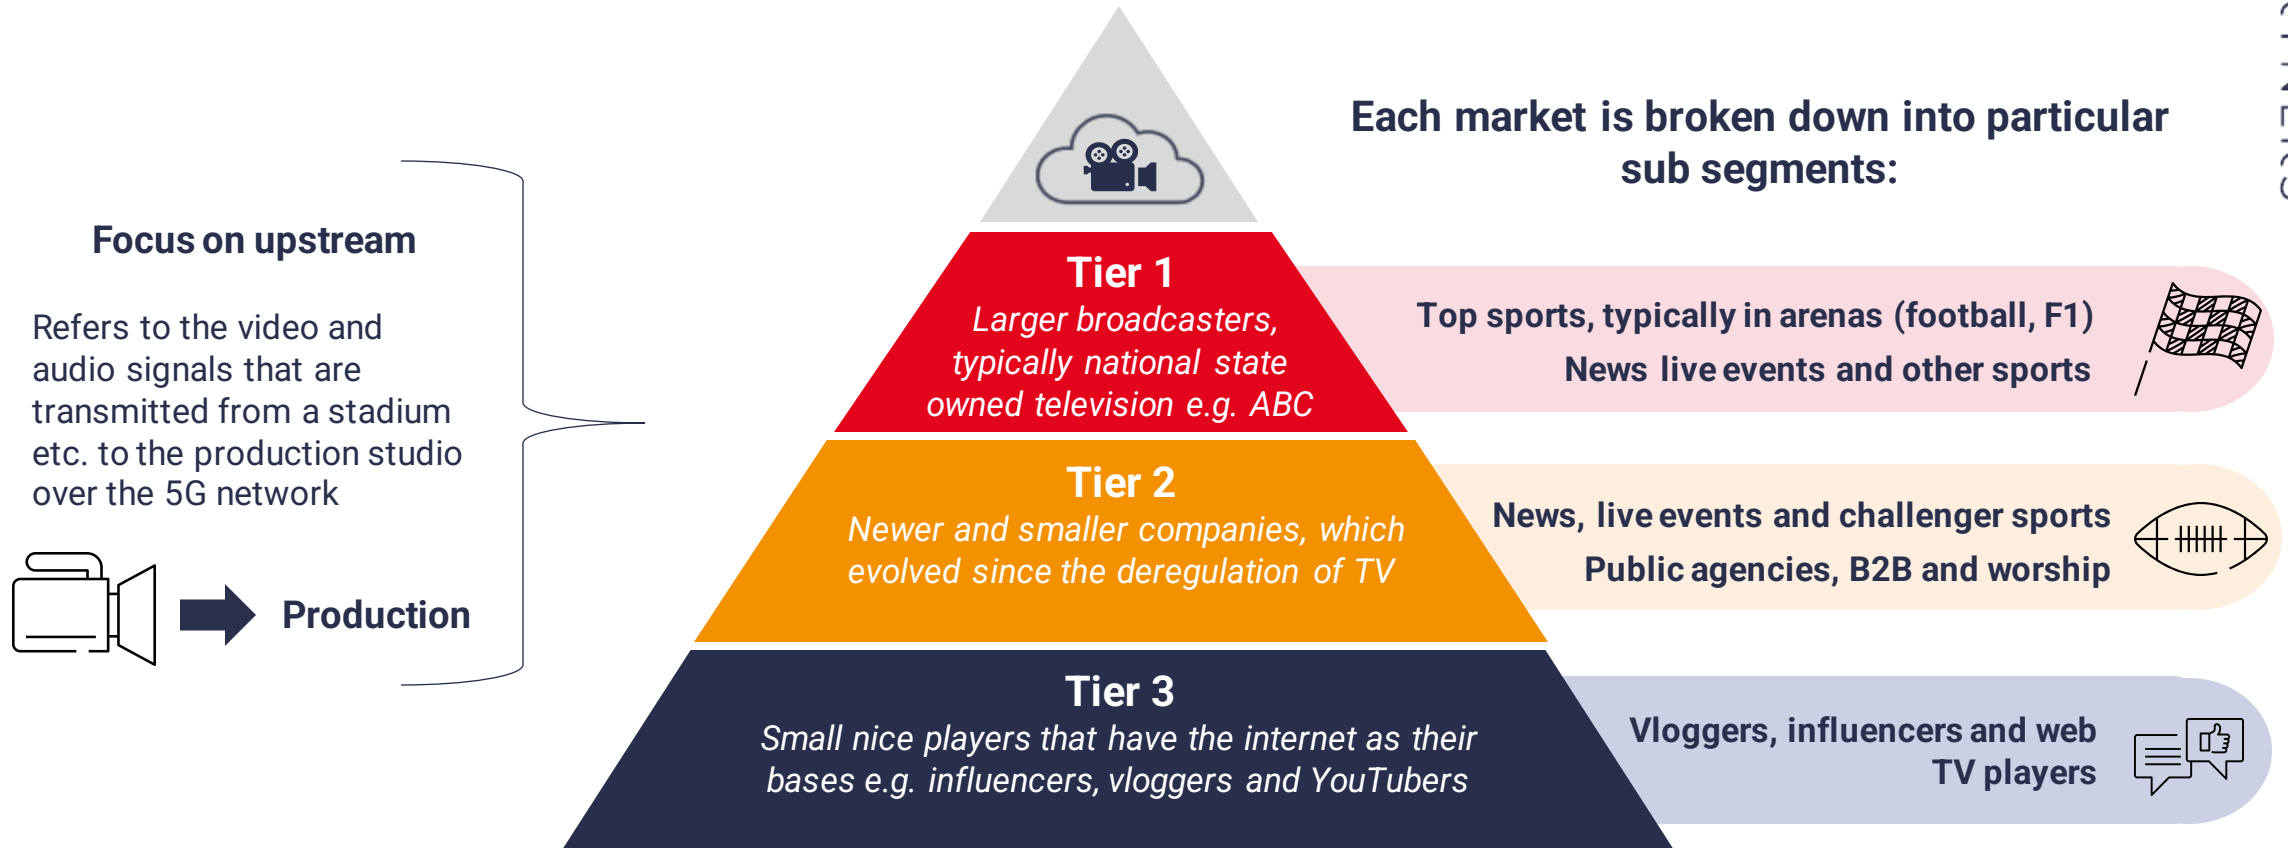 Focus on upstream
Refers to the video and
audio signals that are
transmitted from a stadium
etc. to the production studio
over the 5G network
Production
Tier 1
Larger broadcasters,
typically national state
owned television e.g. ABC
Tier 2
Newer and smaller companies, which
evolved since the deregulation of TV
Tier 3
Small nice players that have the internet as their
bases e.g. influencers, vloggers and YouTubers
Each market is broken down into particular
sub segments:
Top sports, typically in arenas (football, F1)
News live events and other sports
News, live events and challenger sports
Public agencies, B2B and worship
Vloggers, influencers and web
TV players